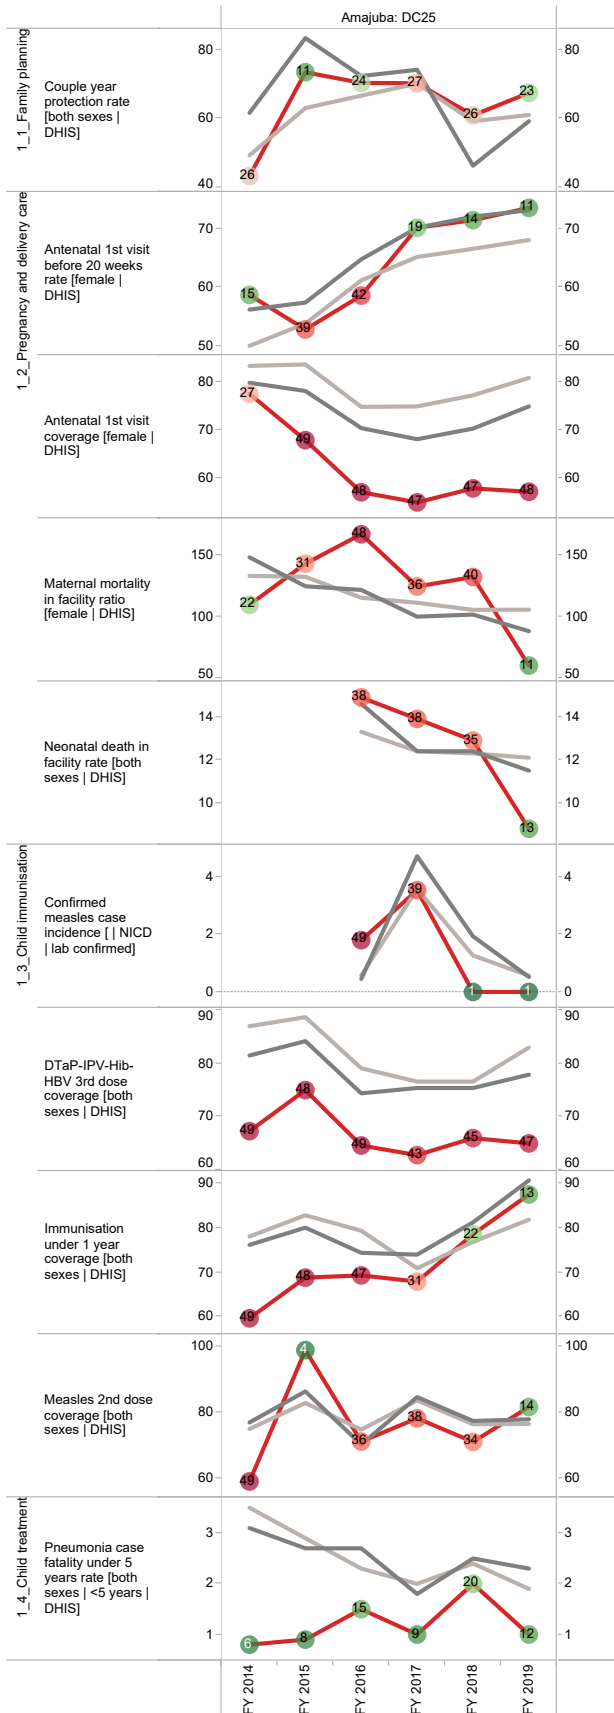 Amajuba: DC25
1_1_Family planning
Couple year
protection rate
[both sexes |
DHIS]
80
60
40
26
11
24
27
26
23
80
60
40
1_2_Pregnancy and delivery care
Antenatal 1st visit
before 20 weeks
rate [female |
DHIS]
70
60
50
15
39
42
19
14
11
70
60
50
Antenatal 1st visit
coverage [female |
DHIS]
80
70
60
27
49
48
47
47
48
80
70
60
Maternal mortality
in facility ratio
[female | DHIS]
150
100
50
22
31
48
36
40
11
150
100
50
Neonatal death in
facility rate [both
sexes | DHIS]
14
12
10
38
38
35
13
14
12
10
1_3_Child immunisation
Confirmed
measles case
incidence [ | NICD
| lab confirmed]
4
2
0
49
39
1
1
4
2
0
DTaP-IPV-Hib-
HBV 3rd dose
coverage [both
sexes | DHIS]
90
80
70
60
49
48
49
43
45
47
90
80
70
60
Immunisation
under 1 year
coverage [both
sexes | DHIS]
90
80
70
60
49
48
47
31
22
13
90
80
70
60
Measles 2nd dose
coverage [both
sexes | DHIS]
100
80
60
49
4
36
38
34
14
100
80
60
1_4_Child treatment
Pneumonia case
fatality under 5
years rate [both
sexes | <5 years |
DHIS]
3
2
1
6
8
15
9
20
12
3
2
1
FY 2014
FY 2015
FY 2016
FY 2017
FY 2018
FY 2019